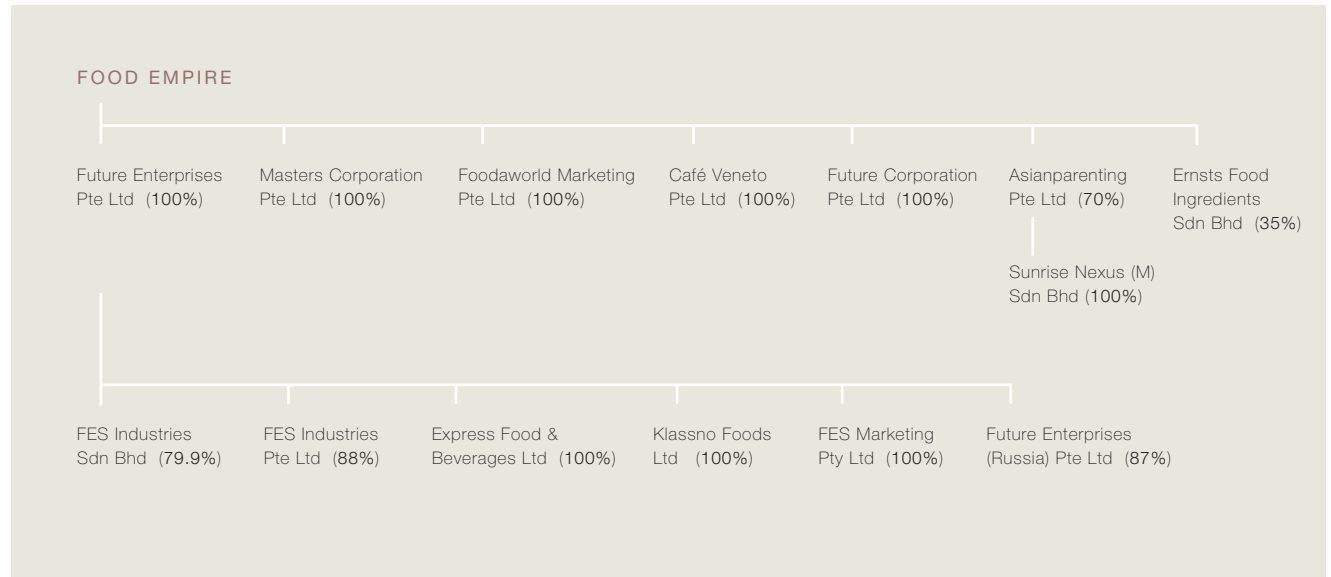 FOOD EMPIRE
Future Enterprises
Pte Ltd (100%)
Masters Corporation
Pte Ltd (100%)
Foodaworld Marketing
Pte Ltd (100%)
Café Veneto
Pte Ltd (100%)
Future Corporation
Pte Ltd (100%)
Asianparenting
Pte Ltd (70%)
Ernsts Food
Ingredients
Sdn Bhd (35%)
Sunrise Nexus (M)
Sdn Bhd (100%)
FES Industries
Sdn Bhd (79.9%)
FES Industries
Pte Ltd (88%)
Express Food &
Beverages Ltd (100%)
Klassno Foods
Ltd (100%)
FES Marketing
Pty Ltd (100%)
Future Enterprises
(Russia) Pte Ltd (87%)